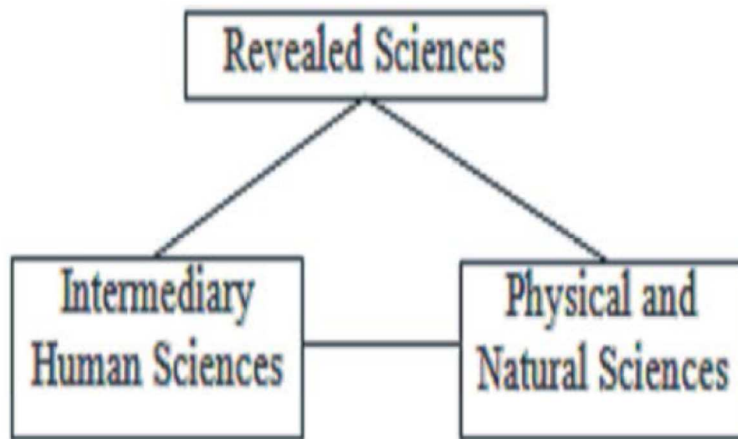 Revealed Sciences
Intermediary
Human Sciences
Physical and
Natural Sciences